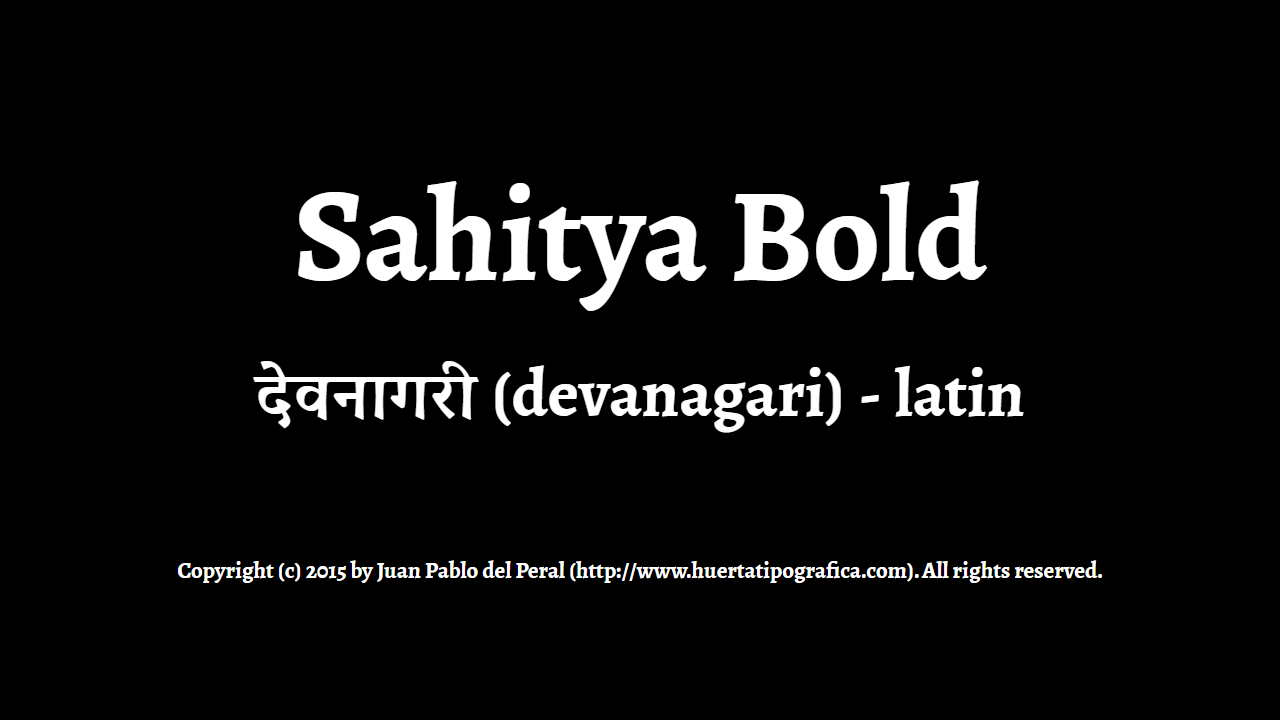 Sahitya Bold
देवनागरी (devanagari) - latin
Copyright (c) 2015 by Juan Pablo del Peral (http://www.huertatipografica.com). All rights reserved.